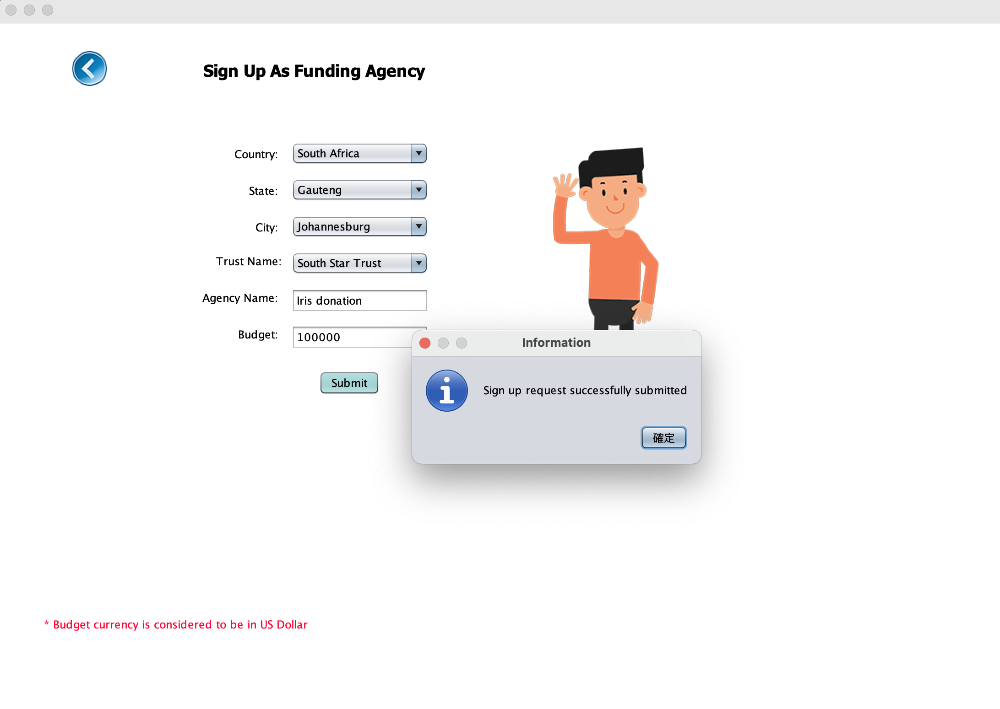 Sign Up As Funding Agency
Country: South Africa
State: Gauteng
City: Johannesburg
Trust Name: South Star Trust
Agency Name: Iris donation
Budget: 100000
Submit
Information
Sign up request successfully submitted
確定
* Budget currency is considered to be in US Dollar